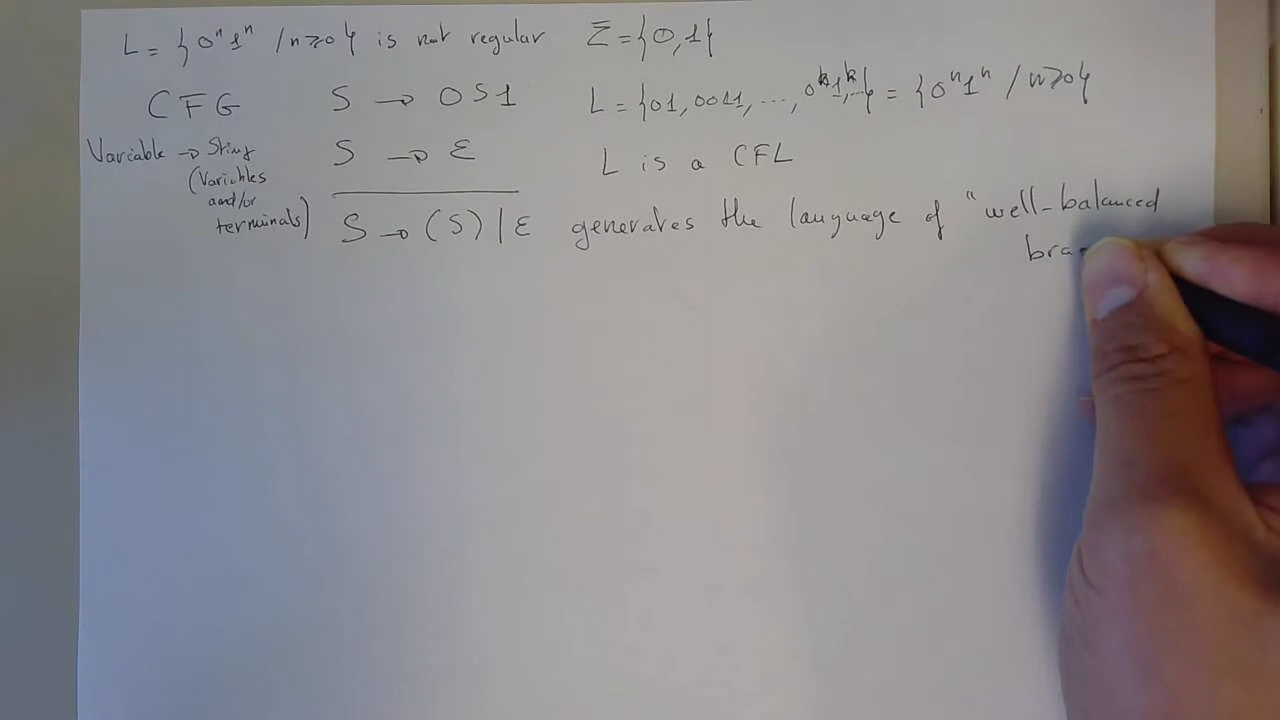 L = { 0ⁿ1ⁿ / n ≥ 0 } is not regular Σ = {0,1}
CFG S → 0S1 L = {01, 0011, ..., 0ᵏ1ᵏ, ...} = {0ⁿ1ⁿ / n ≥ 0}
Variable → String S → ε L is a CFL
(Variables
and/or
terminals) S → (S) | ε generates the language of "well-balanced
bra